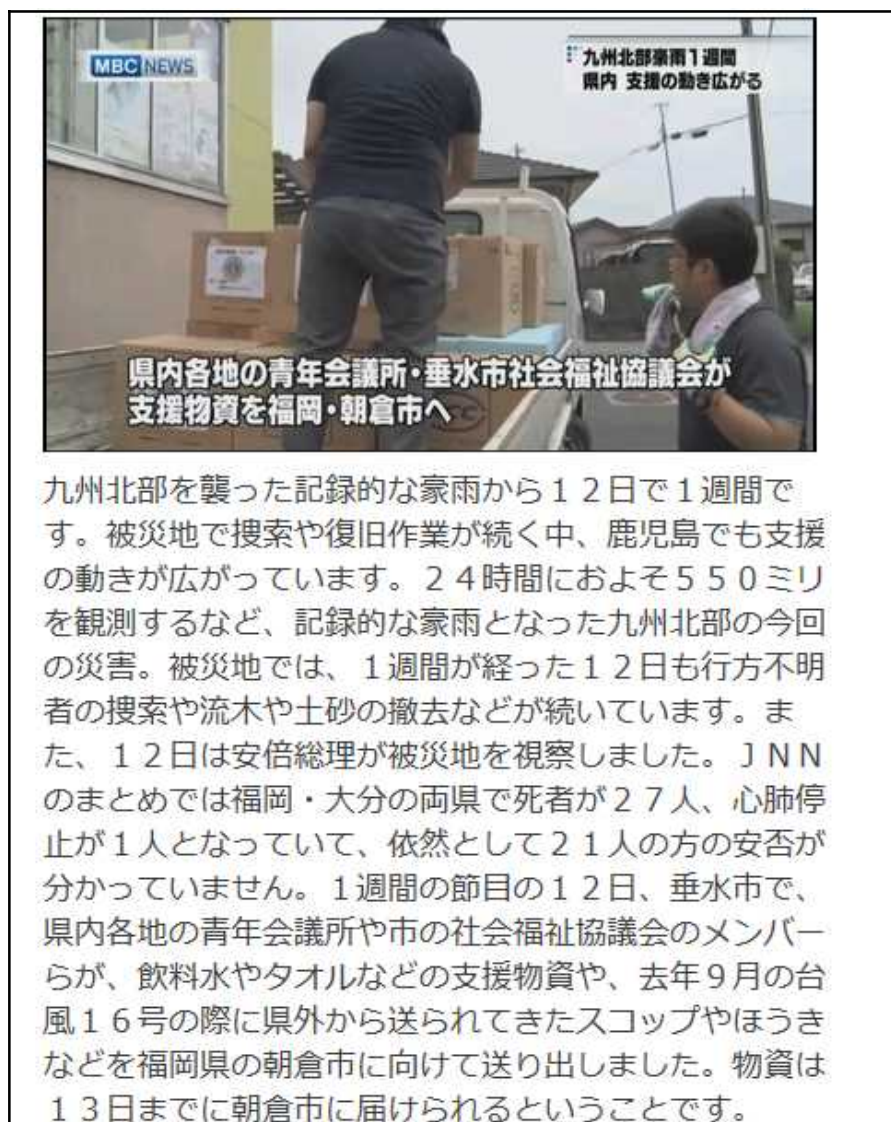 MBC NEWS
九州北部豪雨1週間
県内 支援の動き広がる
県内各地の青年会議所・垂水市社会福祉協議会が
支援物資を福岡・朝倉市へ
九州北部を襲った記録的な豪雨から１２日で１週間で
す。被災地で捜索や復旧作業が続く中、鹿児島でも支援
の動きが広がっています。２４時間におよそ５５０ミリ
を観測するなど、記録的な豪雨となった九州北部の今回
の災害。被災地では、１週間が経った１２日も行方不明
者の捜索や流木や土砂の撤去などが続いています。ま
た、１２日は安倍総理が被災地を視察しました。ＪＮＮ
のまとめでは福岡・大分の両県で死者が２７人、心肺停
止が１人となっていて、依然として２１人の方の安否が
分かっていません。１週間の節目の１２日、垂水市で、
県内各地の青年会議所や市の社会福祉協議会のメンバー
らが、飲料水やタオルなどの支援物資や、去年９月の台
風１６号の際に県外から送られてきたスコップやほうき
などを福岡県の朝倉市に向けて送り出しました。物資は
１３日までに朝倉市に届けられるということです。